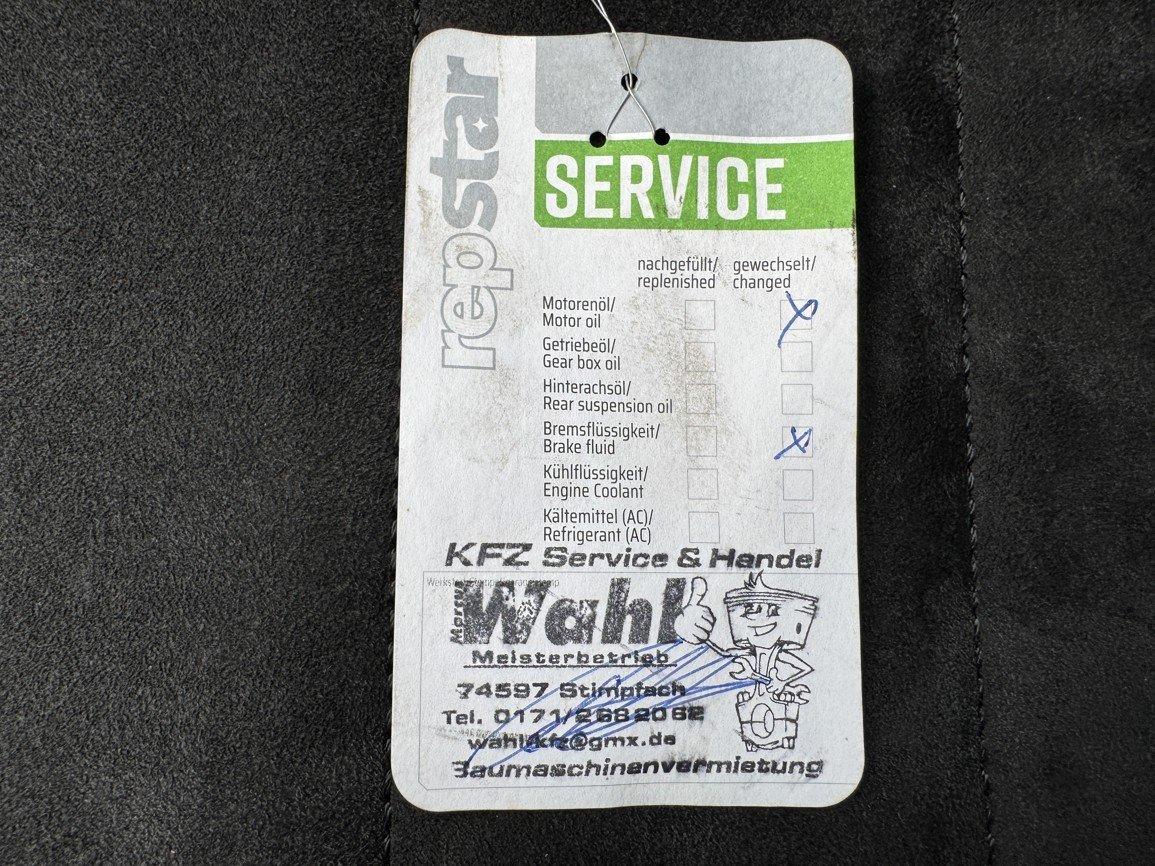 repstar
SERVICE
nachgefüllt/ gewechselt/
replenished changed
Motorenöl/
Motor oil
Getriebeöl/
Gear box oil
Hinterachsöl/
Rear suspension oil
Bremsflüssigkeit/
Brake fluid
Kühlflüssigkeit/
Engine Coolant
Kältemittel (AC)/
Refrigerant (AC)
KFZ Service & Handel
Marcus
Wahl
Meisterbetrieb
74597 Stimpfach
Tel. 0171/2682062
@gmx.de
Baumaschinenvermietung